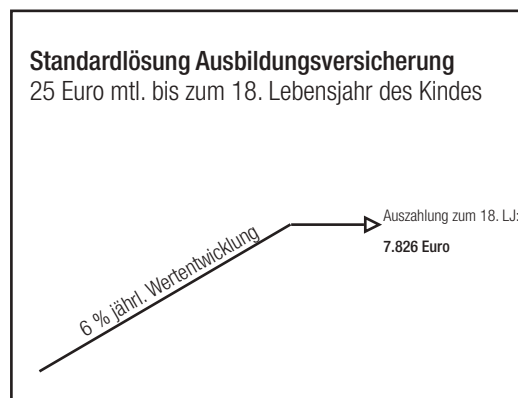 Standardlösung Ausbildungsversicherung
25 Euro mtl. bis zum 18. Lebensjahr des Kindes
6 % jährl. Wertentwicklung
Auszahlung zum 18. LJ:
7.826 Euro